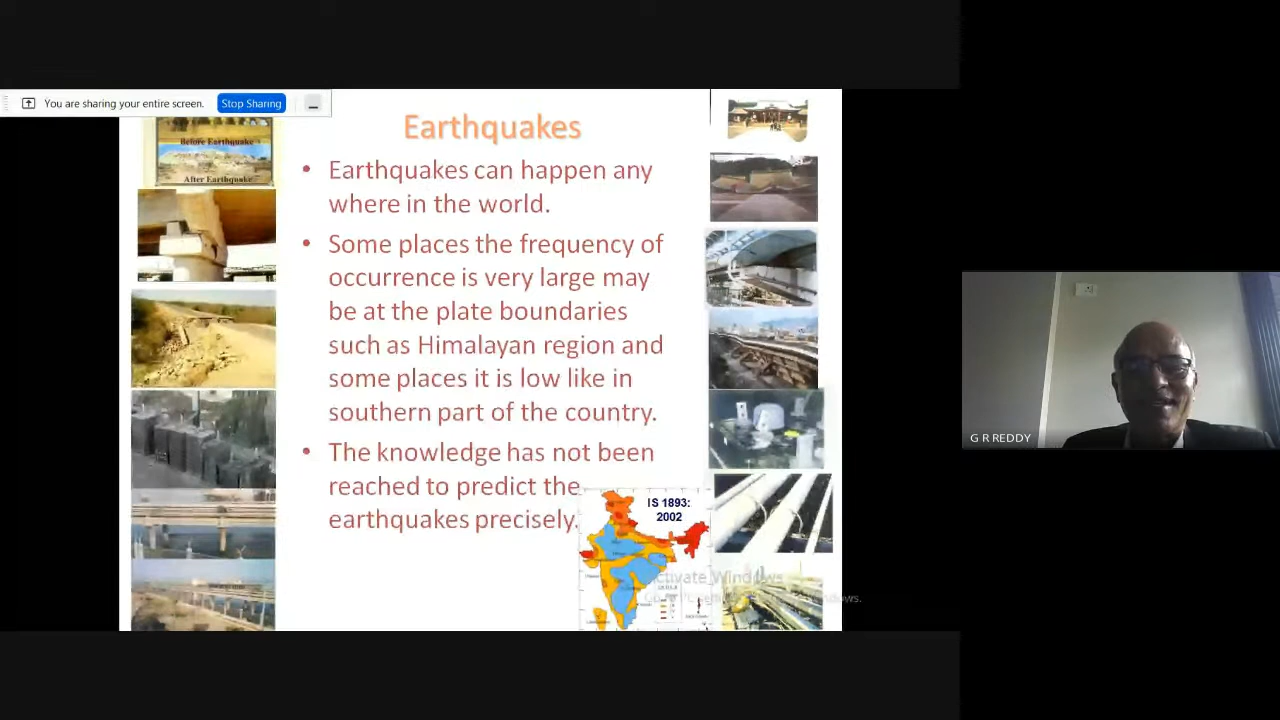 You are sharing your entire screen.
Stop Sharing
Before Earthquake
After Earthquake
Earthquakes
• Earthquakes can happen any
where in the world.
• Some places the frequency of
occurrence is very large may
be at the plate boundaries
such as Himalayan region and
some places it is low like in
southern part of the country.
• The knowledge has not been
reached to predict the
earthquakes precisely.
IS 1893:
2002
Activate Windows
G R REDDY